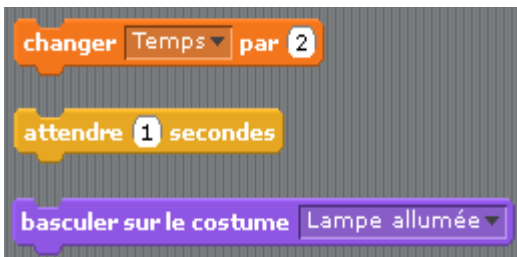 changer Temps par 2
attendre 1 secondes
basculer sur le costume Lampe allumée